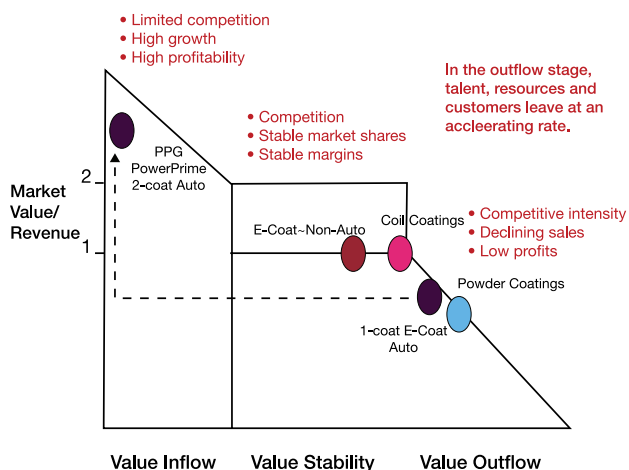 • Limited competition
• High growth
• High profitability
In the outflow stage,
talent, resources and
customers leave at an
accleerating rate.
• Competition
• Stable market shares
• Stable margins
PPG
PowerPrime
2-coat Auto
Market
Value/
Revenue
2
1
E-Coat~Non-Auto
Coil Coatings
• Competitive intensity
• Declining sales
• Low profits
Powder Coatings
1-coat E-Coat
Auto
Value Inflow
Value Stability
Value Outflow